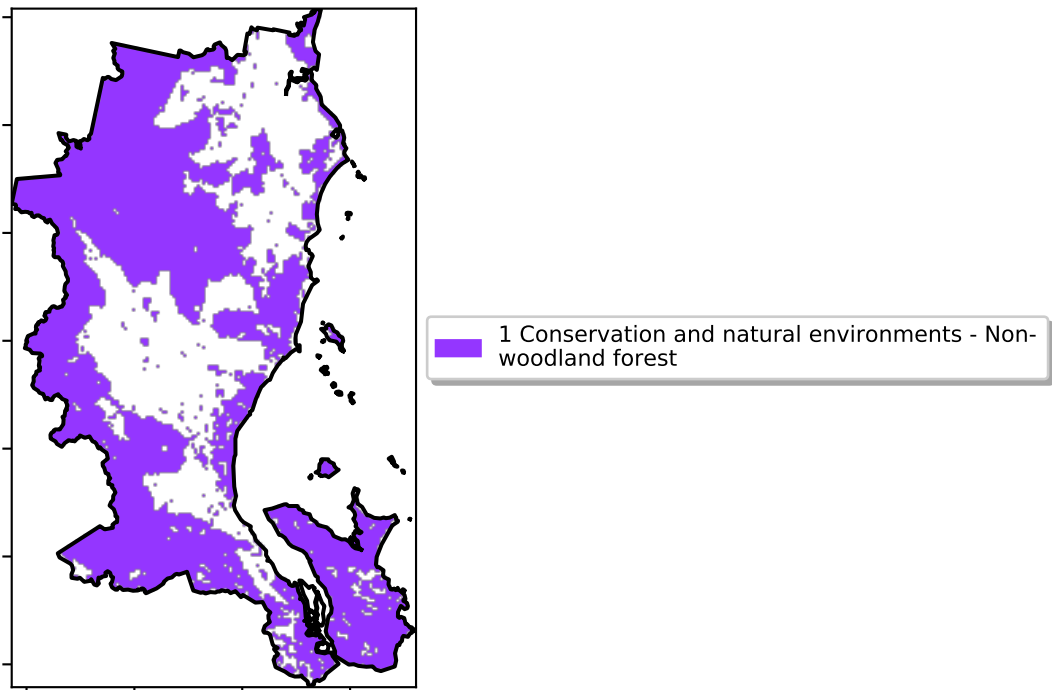 1 Conservation and natural environments - Non-
woodland forest